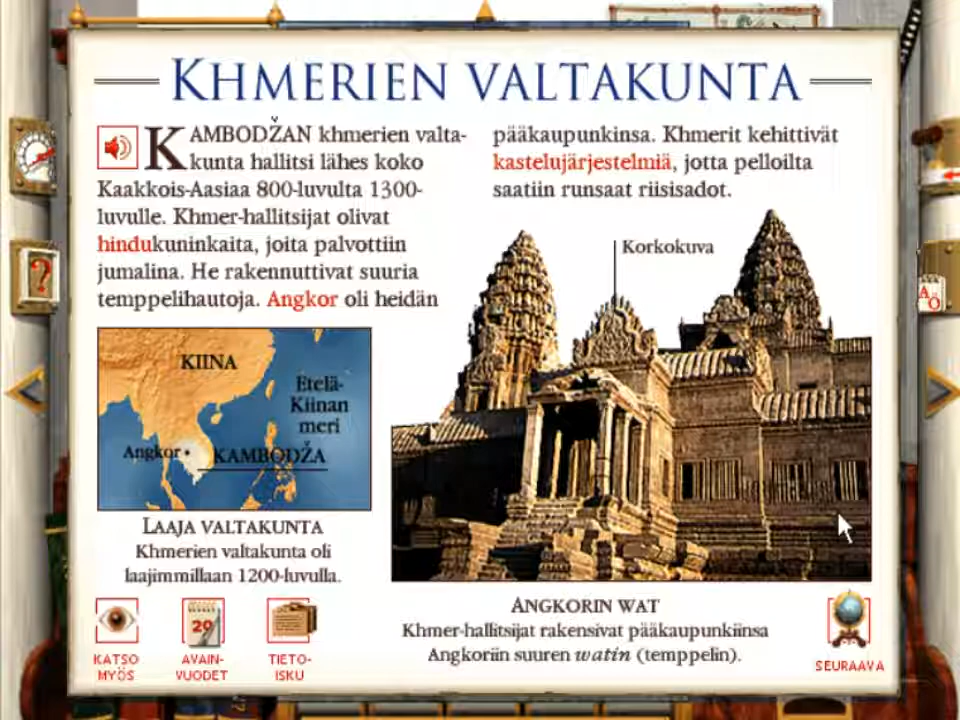 KHMERIEN VALTAKUNTA
KAMBODŽAN khmerien valta-
kunta hallitsi lähes koko
Kaakkois-Aasiaa 800-luvulta 1300-
luvulle. Khmer-hallitsijat olivat
hindukuninkaita, joita palvottiin
jumalina. He rakennuttivat suuria
temppelihautoja. Angkor oli heidän
pääkaupunkinsa. Khmerit kehittivät
kastelujärjestelmiä, jotta pelloilta
saatiin runsaat riisisadot.
Korkokuva
KIINA
Etelä-
Kiinan
meri
Angkor
KAMBODŽA
LAAJA VALTAKUNTA
Khmerien valtakunta oli
laajimmillaan 1200-luvulla.
ANGKORIN WAT
Khmer-hallitsijat rakensivat pääkaupunkiinsa
Angkoriin suuren watin (temppelin).
20
KATSO
MYÖS
AVAIN-
VUODET
TIETO-
ISKU
SEURAAVA
?
A
Ö